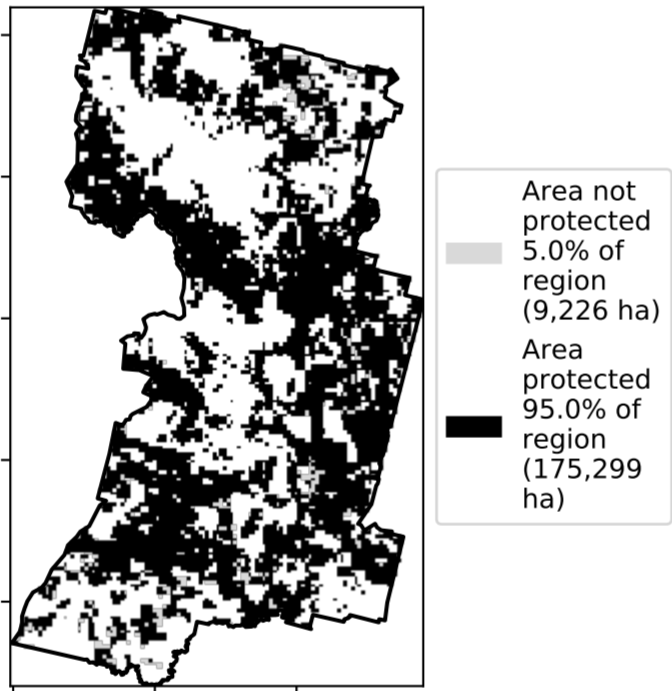 Area not
protected
5.0% of
region
(9,226 ha)
Area
protected
95.0% of
region
(175,299
ha)